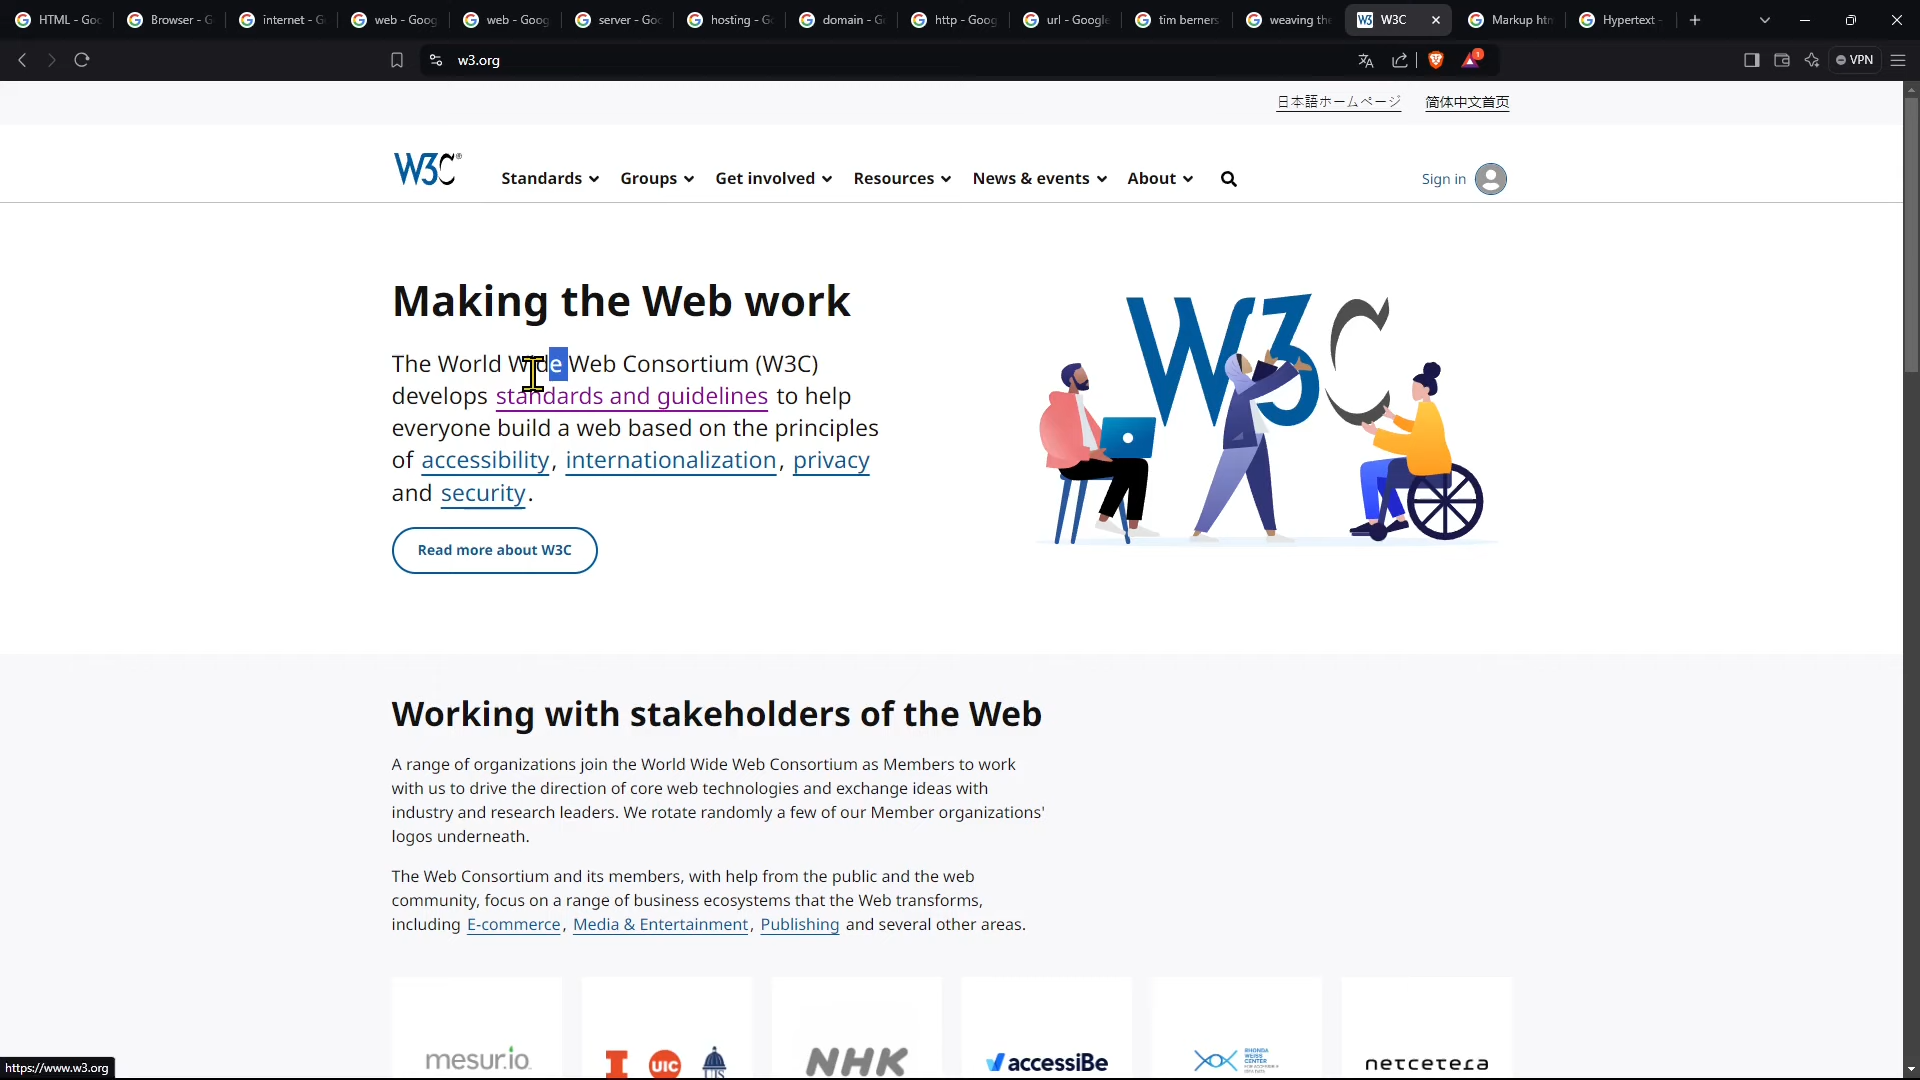 HTML - Goo
Browser - G
internet - G
web - Goog
web - Goog
server - Goo
hosting - G
domain - G
http - Goog
url - Google
tim berners
weaving the
W3C
Markup htm
Hypertext -
w3.org
VPN
日本語ホームページ 简体中文首页
W3C®
Standards Groups Get involved Resources News & events About
Sign in
Making the Web work
The World Wide Web Consortium (W3C)
develops standards and guidelines to help
everyone build a web based on the principles
of accessibility, internationalization, privacy
and security.
Read more about W3C
W3C
Working with stakeholders of the Web
A range of organizations join the World Wide Web Consortium as Members to work
with us to drive the direction of core web technologies and exchange ideas with
industry and research leaders. We rotate randomly a few of our Member organizations'
logos underneath.
The Web Consortium and its members, with help from the public and the web
community, focus on a range of business ecosystems that the Web transforms,
including E-commerce, Media & Entertainment, Publishing and several other areas.
mesur.io
I UIC UIS
NHK
accessiBe
netcetera
https://www.w3.org